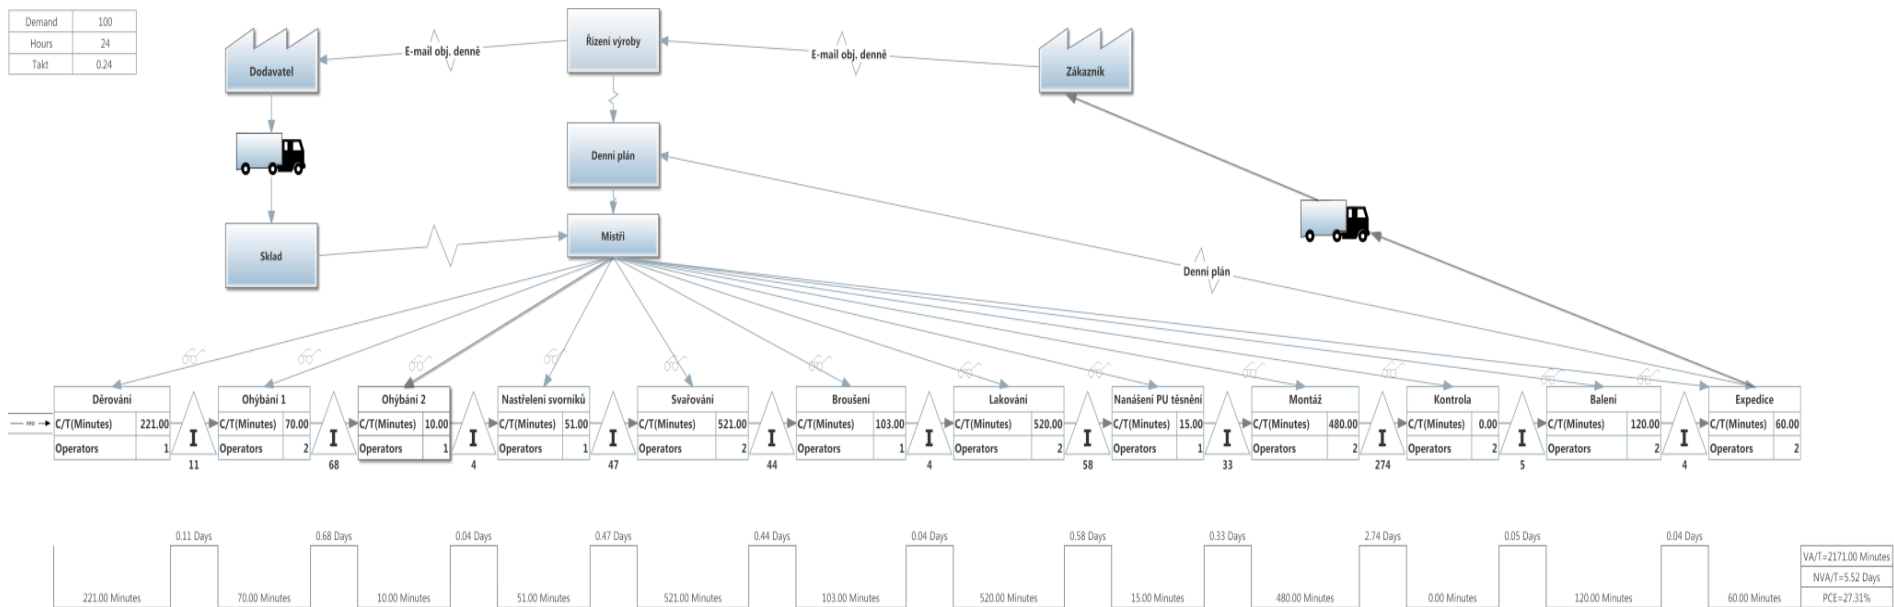 Demand 100
Hours 24
Takt 0.24
Dodavatel
E-mail obj. denně
Řízení výroby
E-mail obj. denně
Zákazník
Denní plán
Sklad
Mistři
Denní plán
Děrování
C/T(Minutes) 221.00
Operators 1
I
11
Ohýbání 1
C/T(Minutes) 70.00
Operators 2
I
68
Ohýbání 2
C/T(Minutes) 10.00
Operators 1
I
4
Nastřelení svorníků
C/T(Minutes) 51.00
Operators 1
I
47
Svařování
C/T(Minutes) 521.00
Operators 2
I
44
Broušení
C/T(Minutes) 103.00
Operators 1
I
4
Lakování
C/T(Minutes) 520.00
Operators 2
I
58
Nanášení PU těsnění
C/T(Minutes) 15.00
Operators 1
I
33
Montáž
C/T(Minutes) 480.00
Operators 2
I
274
Kontrola
C/T(Minutes) 0.00
Operators 2
I
5
Balení
C/T(Minutes) 120.00
Operators 2
I
4
Expedice
C/T(Minutes) 60.00
Operators 2
0.11 Days 0.68 Days 0.04 Days 0.47 Days 0.44 Days 0.04 Days 0.58 Days 0.33 Days 2.74 Days 0.05 Days 0.04 Days
221.00 Minutes 70.00 Minutes 10.00 Minutes 51.00 Minutes 521.00 Minutes 103.00 Minutes 520.00 Minutes 15.00 Minutes 480.00 Minutes 0.00 Minutes 120.00 Minutes 60.00 Minutes
VA/T=2171.00 Minutes
NVA/T=5.52 Days
PCE=27.31%